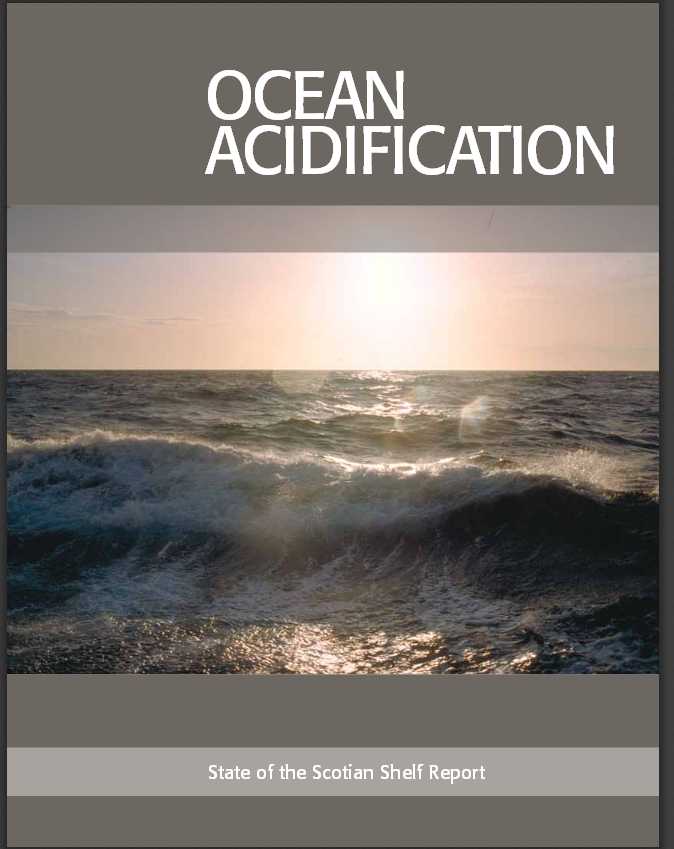 OCEAN
ACIDIFICATION
State of the Scotian Shelf Report